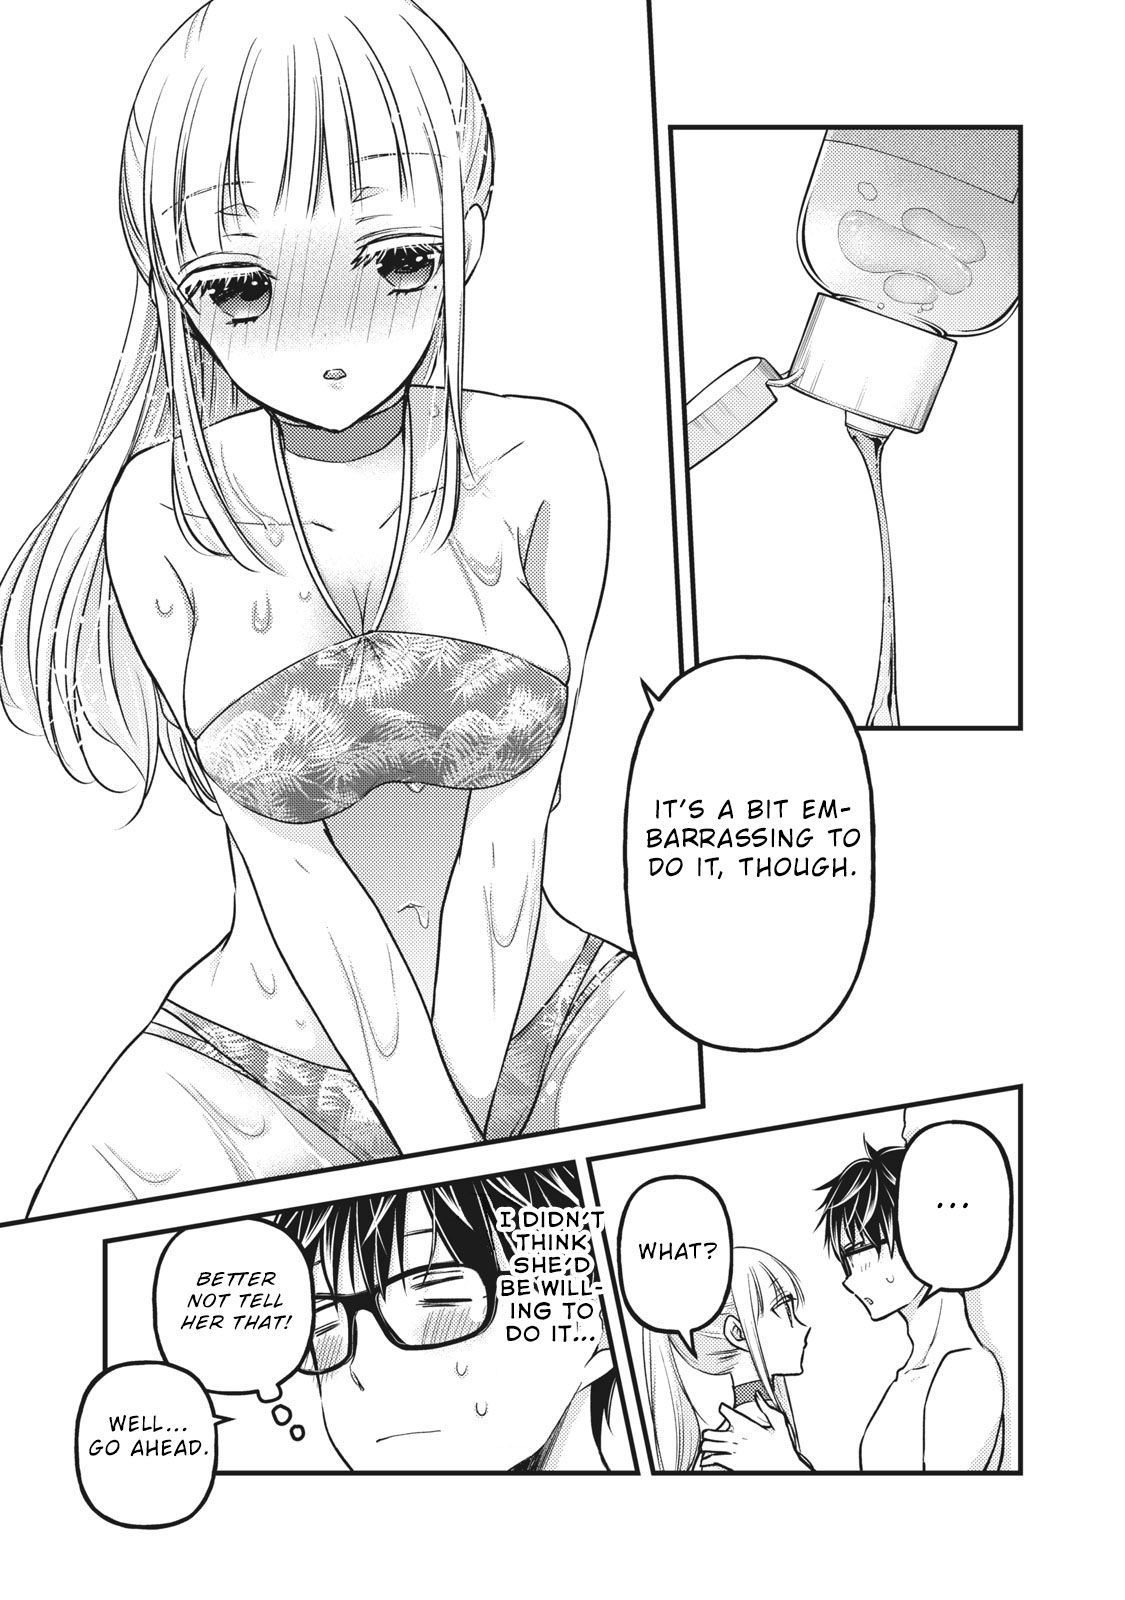 IT'S A BIT EM-
BARRASSING TO
DO IT, THOUGH.
...
WHAT?
I DIDN'T
THINK
SHE'D
BE WILL-
ING TO
DO IT...
BETTER
NOT TELL
HER THAT!
WELL...
GO AHEAD.